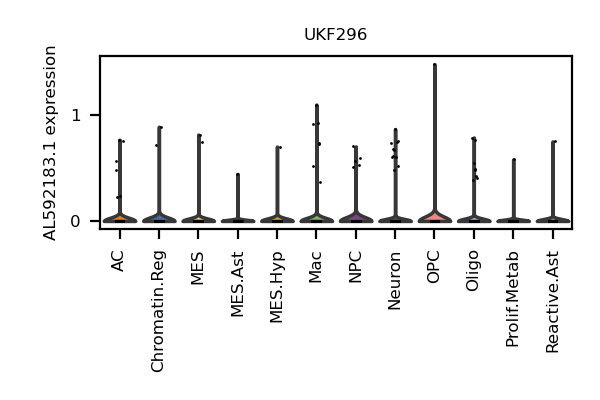 UKF296
AL592183.1 expression
1
0
AC
Chromatin.Reg
MES
MES.Ast
MES.Hyp
Mac
NPC
Neuron
OPC
Oligo
Prolif.Metab
Reactive.Ast